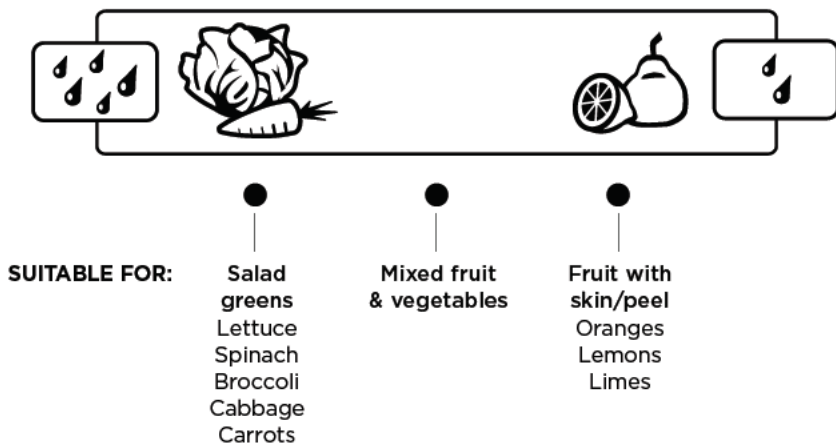 SUITABLE FOR:
Salad
greens
Lettuce
Spinach
Broccoli
Cabbage
Carrots
Mixed fruit
& vegetables
Fruit with
skin/peel
Oranges
Lemons
Limes